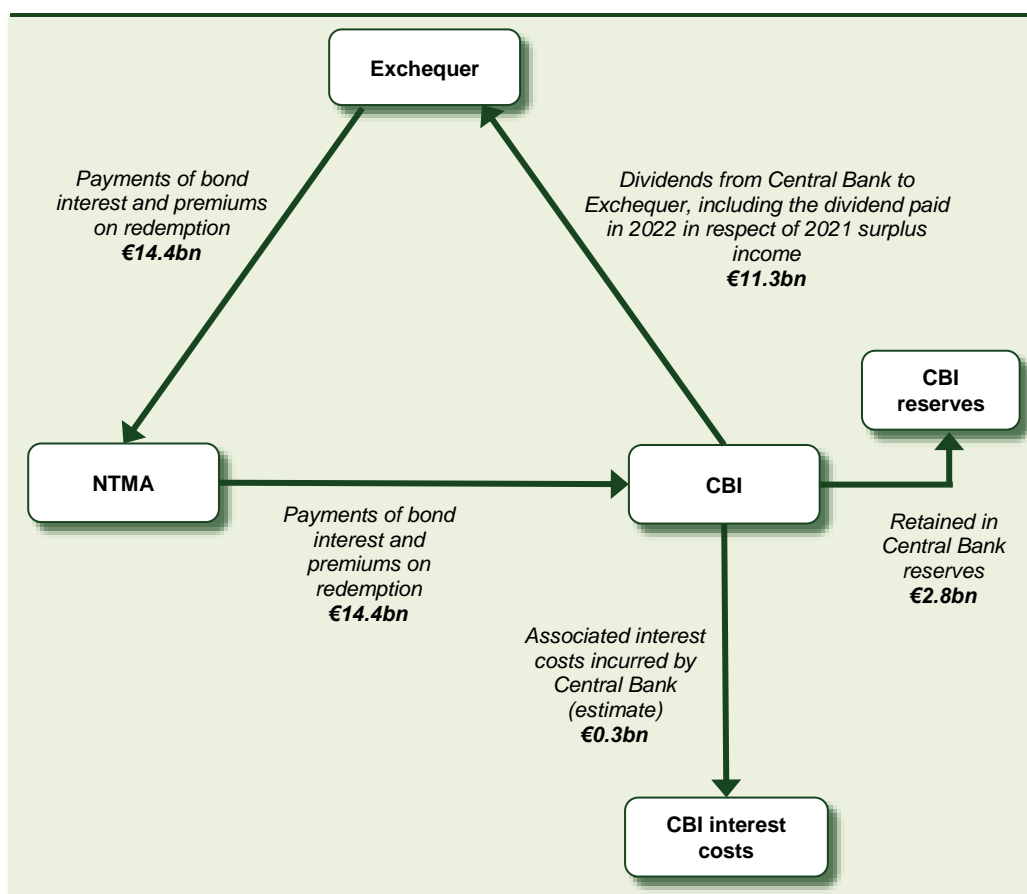 Exchequer
Payments of bond
interest and premiums
on redemption
€14.4bn
Dividends from Central Bank to
Exchequer, including the dividend paid
in 2022 in respect of 2021 surplus
income
€11.3bn
CBI
reserves
NTMA
CBI
Payments of bond
interest and
premiums on
redemption
€14.4bn
Retained in
Central Bank
reserves
€2.8bn
Associated interest
costs incurred by
Central Bank
(estimate)
€0.3bn
CBI interest
costs